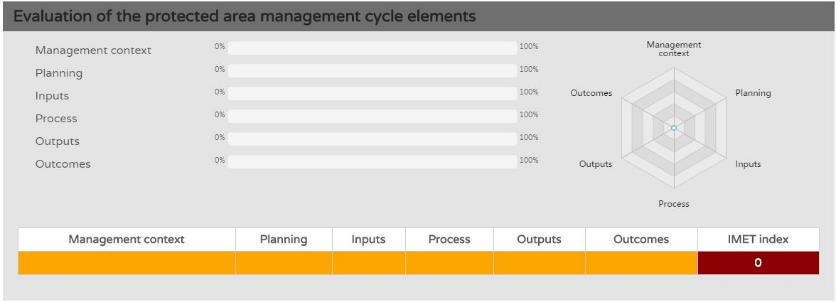 Evaluation of the protected area management cycle elements
Management context 0% 100%
Planning 0% 100%
Inputs 0% 100%
Process 0% 100%
Outputs 0% 100%
Outcomes 0% 100%
Management
context
Outcomes Planning
Outputs Inputs
Process
Management context Planning Inputs Process Outputs Outcomes IMET index
0